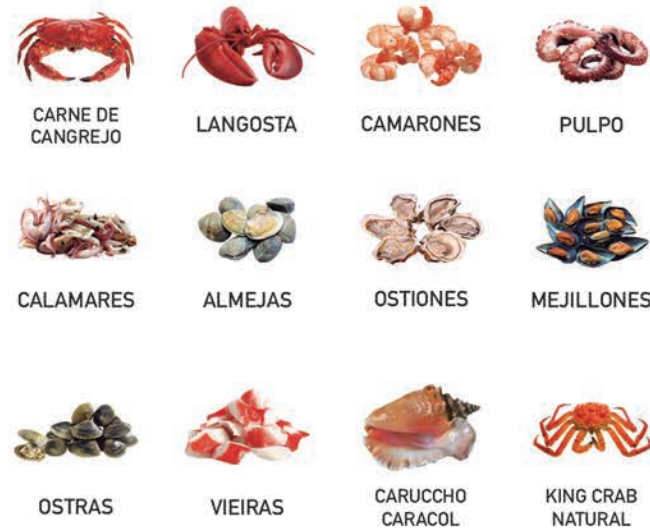 CARNE DE
CANGREJO
LANGOSTA
CAMARONES
PULPO
CALAMARES
ALMEJAS
OSTIONES
MEJILLONES
OSTRAS
VIEIRAS
CARUCCHO
CARACOL
KING CRAB
NATURAL